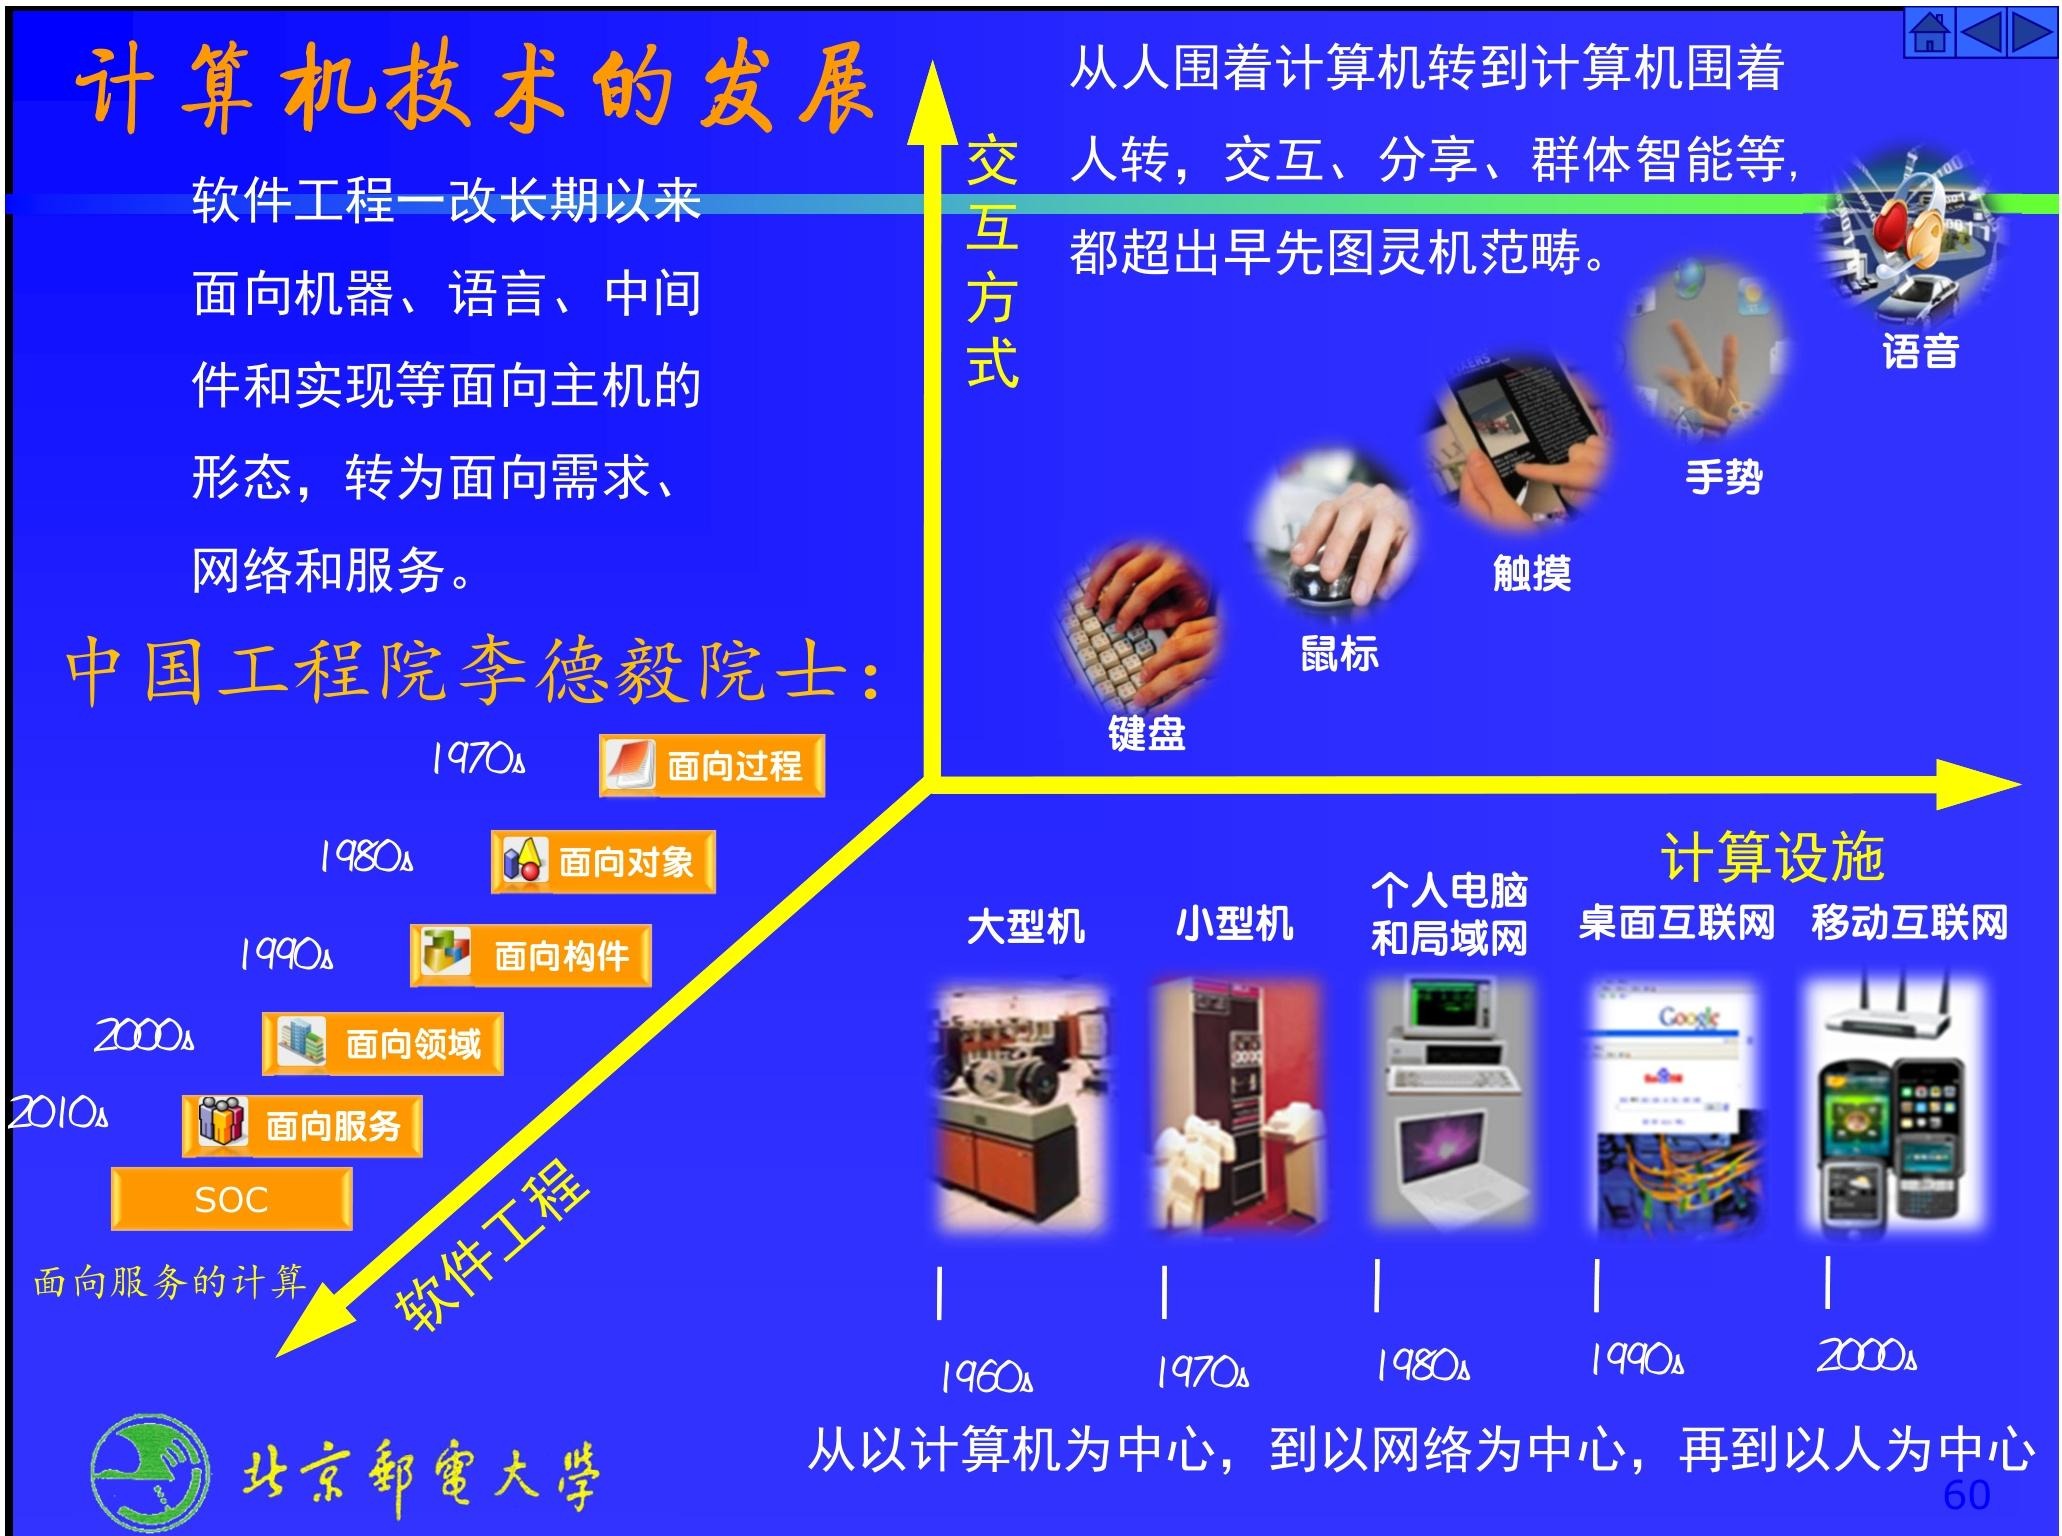 计算机技术的发展
软件工程一改长期以来
面向机器、语言、中间
件和实现等面向主机的
形态，转为面向需求、
网络和服务。
中国工程院李德毅院士：
从人围着计算机转到计算机围着
人转，交互、分享、群体智能等，
都超出早先图灵机范畴。
交互方式
语音
手势
触摸
鼠标
键盘
1970s
面向过程
1980s
面向对象
1990s
面向构件
2000s
面向领域
2010s
面向服务
SOC
面向服务的计算
软件工程
计算设施
大型机
小型机
个人电脑
和局域网
桌面互联网
移动互联网
Google
1960s
1970s
1980s
1990s
2000s
从以计算机为中心，到以网络为中心，再到以人为中心
北京郵電大學
60